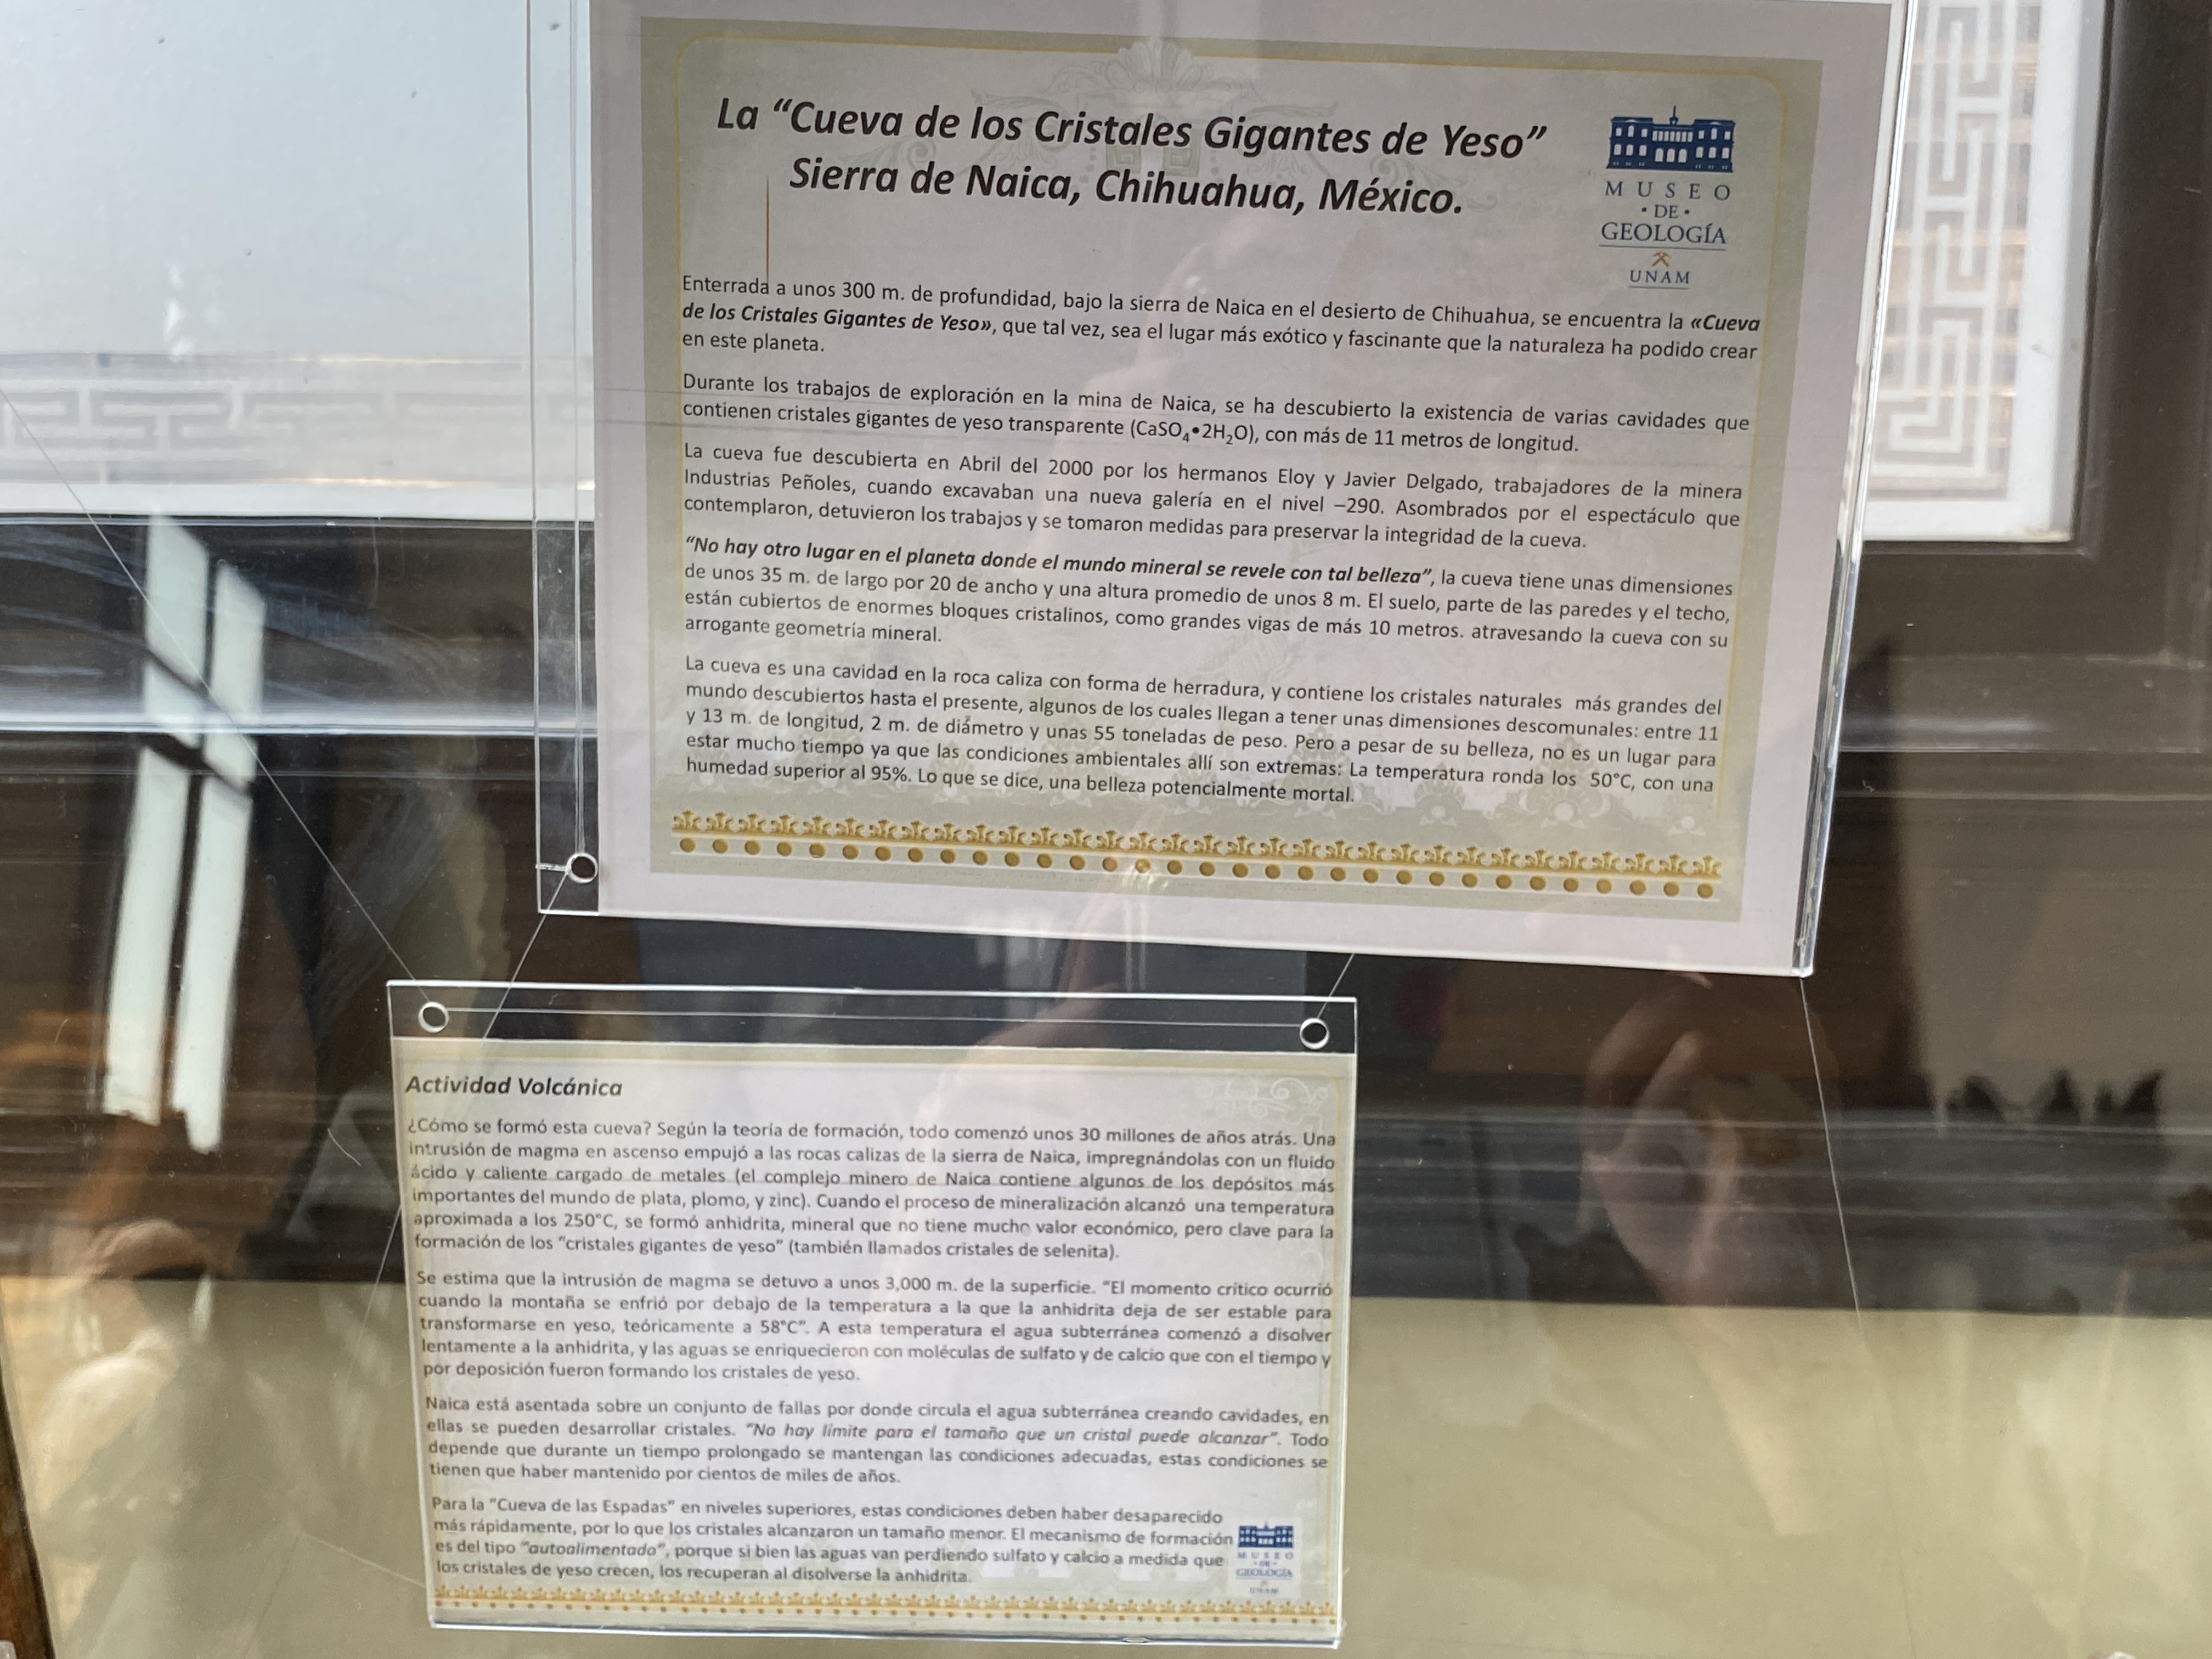 La “Cueva de los Cristales Gigantes de Yeso”
Sierra de Naica, Chihuahua, México.
MUSEO
• DE •
GEOLOGÍA
UNAM
Enterrada a unos 300 m. de profundidad, bajo la sierra de Naica en el desierto de Chihuahua, se encuentra la «Cueva
de los Cristales Gigantes de Yeso», que tal vez, sea el lugar más exótico y fascinante que la naturaleza ha podido crear
en este planeta.
Durante los trabajos de exploración en la mina de Naica, se ha descubierto la existencia de varias cavidades que
contienen cristales gigantes de yeso transparente (CaSO₄•2H₂O), con más de 11 metros de longitud.
La cueva fue descubierta en Abril del 2000 por los hermanos Eloy y Javier Delgado, trabajadores de la minera
Industrias Peñoles, cuando excavaban una nueva galería en el nivel –290. Asombrados por el espectáculo que
contemplaron, detuvieron los trabajos y se tomaron medidas para preservar la integridad de la cueva.
“No hay otro lugar en el planeta donde el mundo mineral se revele con tal belleza”, la cueva tiene unas dimensiones
de unos 35 m. de largo por 20 de ancho y una altura promedio de unos 8 m. El suelo, parte de las paredes y el techo,
están cubiertos de enormes bloques cristalinos, como grandes vigas de más 10 metros. atravesando la cueva con su
arrogante geometría mineral.
La cueva es una cavidad en la roca caliza con forma de herradura, y contiene los cristales naturales más grandes del
mundo descubiertos hasta el presente, algunos de los cuales llegan a tener unas dimensiones descomunales: entre 11
y 13 m. de longitud, 2 m. de diámetro y unas 55 toneladas de peso. Pero a pesar de su belleza, no es un lugar para
estar mucho tiempo ya que las condiciones ambientales allí son extremas: La temperatura ronda los 50°C, con una
humedad superior al 95%. Lo que se dice, una belleza potencialmente mortal.
Actividad Volcánica
¿Cómo se formó esta cueva? Según la teoría de formación, todo comenzó unos 30 millones de años atrás. Una
intrusión de magma en ascenso empujó a las rocas calizas de la sierra de Naica, impregnándolas con un fluido
ácido y caliente cargado de metales (el complejo minero de Naica contiene algunos de los depósitos más
importantes del mundo de plata, plomo, y zinc). Cuando el proceso de mineralización alcanzó una temperatura
aproximada a los 250°C, se formó anhidrita, mineral que no tiene mucho valor económico, pero clave para la
formación de los “cristales gigantes de yeso” (también llamados cristales de selenita).
Se estima que la intrusión de magma se detuvo a unos 3,000 m. de la superficie. “El momento crítico ocurrió
cuando la montaña se enfrió por debajo de la temperatura a la que la anhidrita deja de ser estable para
transformarse en yeso, teóricamente a 58°C”. A esta temperatura el agua subterránea comenzó a disolver
lentamente a la anhidrita, y las aguas se enriquecieron con moléculas de sulfato y de calcio que con el tiempo y
por deposición fueron formando los cristales de yeso.
Naica está asentada sobre un conjunto de fallas por donde circula el agua subterránea creando cavidades, en
ellas se pueden desarrollar cristales. “No hay límite para el tamaño que un cristal puede alcanzar”. Todo
depende que durante un tiempo prolongado se mantengan las condiciones adecuadas, estas condiciones se
tienen que haber mantenido por cientos de miles de años.
Para la “Cueva de las Espadas” en niveles superiores, estas condiciones deben haber desaparecido
más rápidamente, por lo que los cristales alcanzaron un tamaño menor. El mecanismo de formación
es del tipo “autoalimentado”, porque si bien las aguas van perdiendo sulfato y calcio a medida que
los cristales de yeso crecen, los recuperan al disolverse la anhidrita.
MUSEO
• DE •
GEOLOGÍA
UNAM